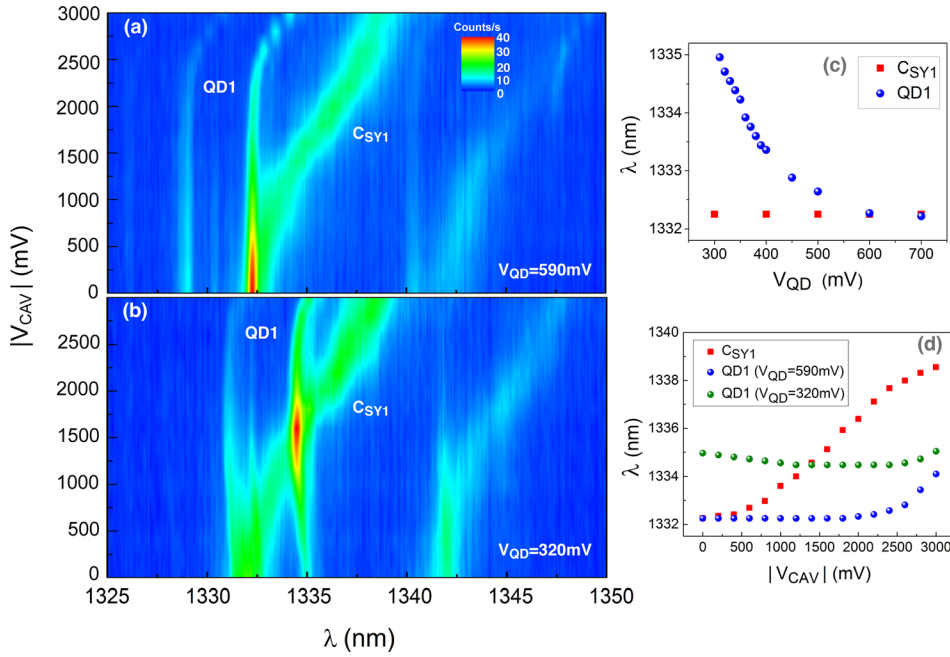 (a)
Counts/s
40
30
20
10
0
QD1
C_SY1
V_QD=590mV
3000
2500
2000
1500
1000
500
0
(b)
QD1
C_SY1
V_QD=320mV
2500
2000
1500
1000
500
0
|V_CAV| (mV)
1325 1330 1335 1340 1345 1350
λ (nm)
(c)
C_SY1
QD1
1335
1334
1333
1332
λ (nm)
300 400 500 600 700
V_QD (mV)
(d)
C_SY1
QD1 (V_QD=590mV)
QD1 (V_QD=320mV)
1340
1338
1336
1334
1332
λ (nm)
0 500 1000 1500 2000 2500 3000
|V_CAV| (mV)